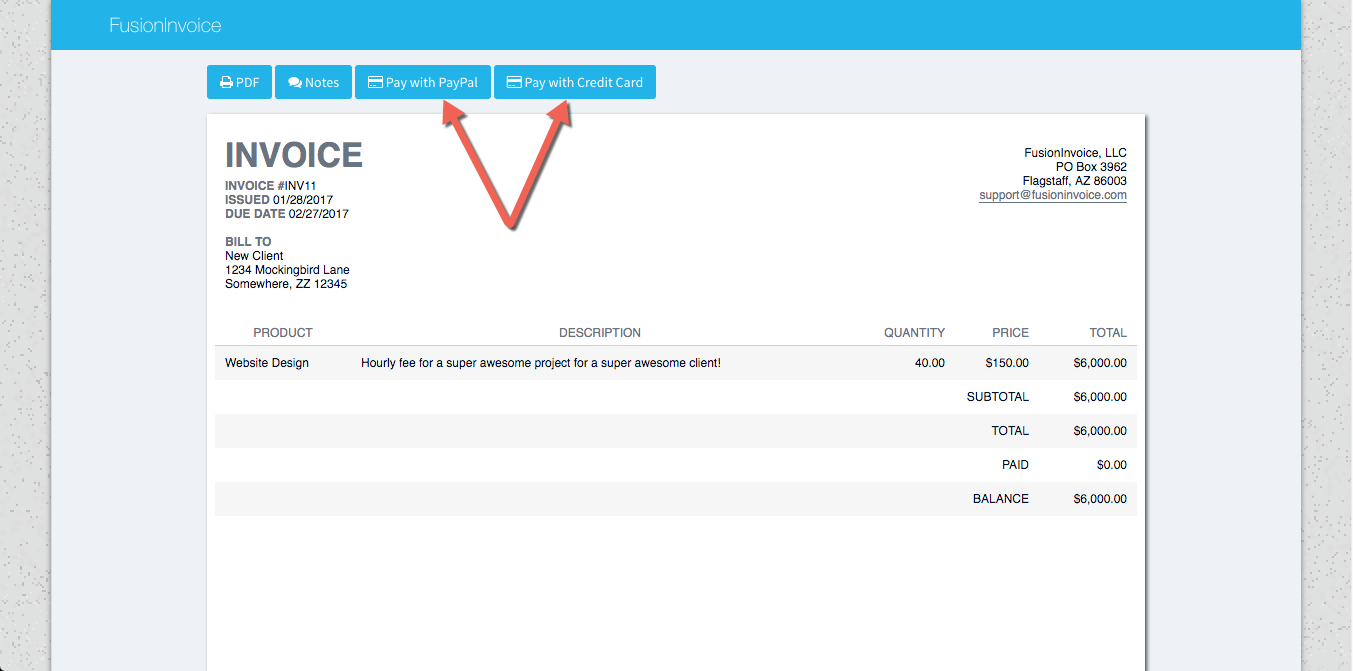 FusionInvoice
PDF Notes Pay with PayPal Pay with Credit Card
INVOICE
INVOICE #INV11
ISSUED 01/28/2017
DUE DATE 02/27/2017
FusionInvoice, LLC
PO Box 3962
Flagstaff, AZ 86003
support@fusioninvoice.com
BILL TO
New Client
1234 Mockingbird Lane
Somewhere, ZZ 12345
PRODUCT DESCRIPTION QUANTITY PRICE TOTAL
Website Design Hourly fee for a super awesome project for a super awesome client! 40.00 $150.00 $6,000.00
SUBTOTAL $6,000.00
TOTAL $6,000.00
PAID $0.00
BALANCE $6,000.00